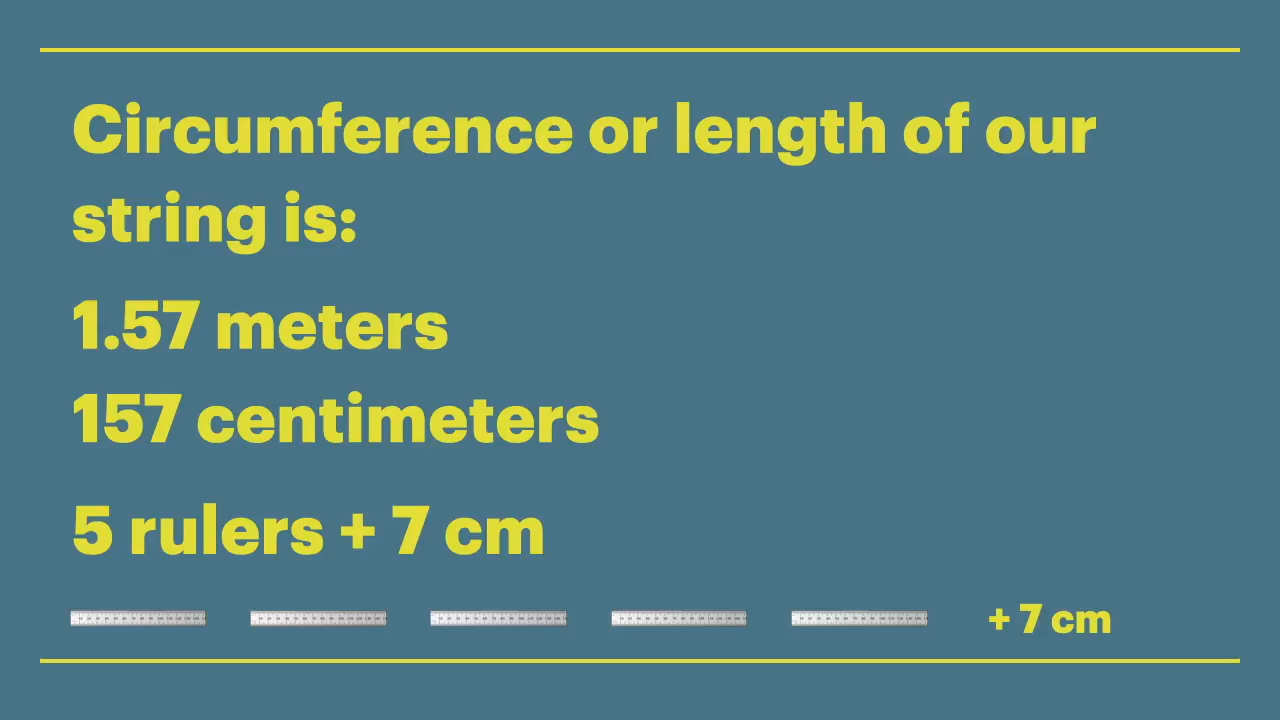 Circumference or length of our
string is:
1.57 meters
157 centimeters
5 rulers + 7 cm
+ 7 cm